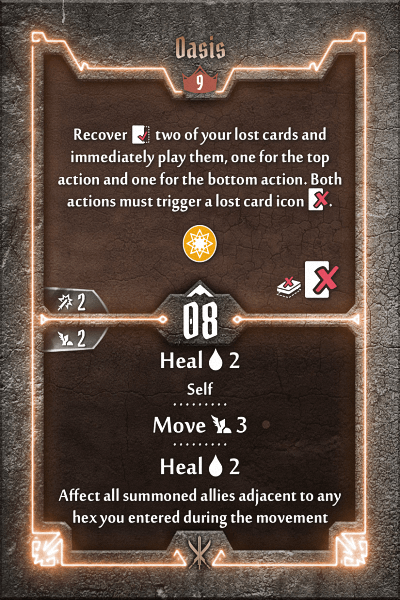 Oasis
9
Recover two of your lost cards and
immediately play them, one for the top
action and one for the bottom action. Both
actions must trigger a lost card icon .
2
08
2
Heal 2
Self
Move 3
Heal 2
Affect all summoned allies adjacent to any
hex you entered during the movement